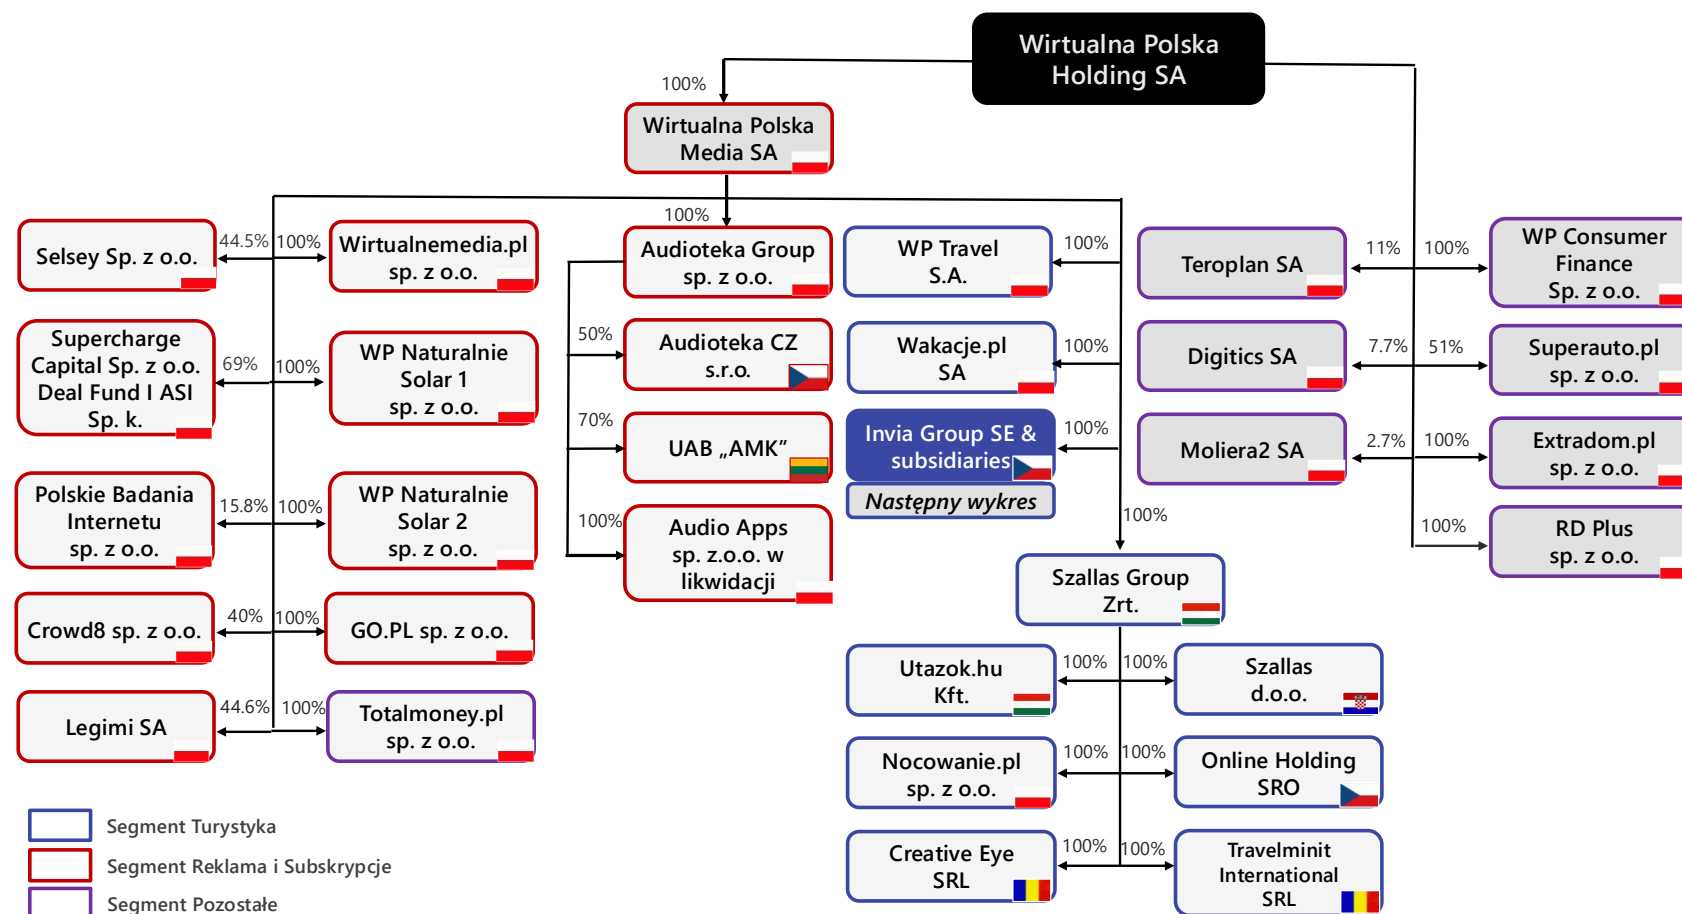 Wirtualna Polska
Holding SA
100%
Wirtualna Polska
Media SA
100%
44.5%
100%
Selsey Sp. z o.o.
Wirtualnemedia.pl
sp. z o.o.
Audioteka Group
sp. z o.o.
WP Travel
S.A.
100%
Teroplan SA
11%
100%
WP Consumer
Finance
Sp. z o.o.
Supercharge
Capital Sp. z o.o.
Deal Fund I ASI
Sp. k.
69%
100%
WP Naturalnie
Solar 1
sp. z o.o.
50%
Audioteka CZ
s.r.o.
Wakacje.pl
SA
100%
Digitics SA
7.7%
51%
Superauto.pl
sp. z o.o.
70%
UAB „AMK”
Invia Group SE &
subsidiaries
100%
Następny wykres
Moliera2 SA
2.7%
100%
Extradom.pl
sp. z o.o.
Polskie Badania
Internetu
sp. z o.o.
15.8%
100%
WP Naturalnie
Solar 2
sp. z o.o.
100%
Audio Apps
sp. z.o.o. w
likwidacji
100%
100%
RD Plus
sp. z o.o.
Szallas Group
Zrt.
Crowd8 sp. z o.o.
40%
100%
GO.PL sp. z o.o.
Utazok.hu
Kft.
100%
100%
Szallas
d.o.o.
Legimi SA
44.6%
100%
Totalmoney.pl
sp. z o.o.
Nocowanie.pl
sp. z o.o.
100%
100%
Online Holding
SRO
Creative Eye
SRL
100%
100%
Travelminit
International
SRL
Segment Turystyka
Segment Reklama i Subskrypcje
Segment Pozostałe